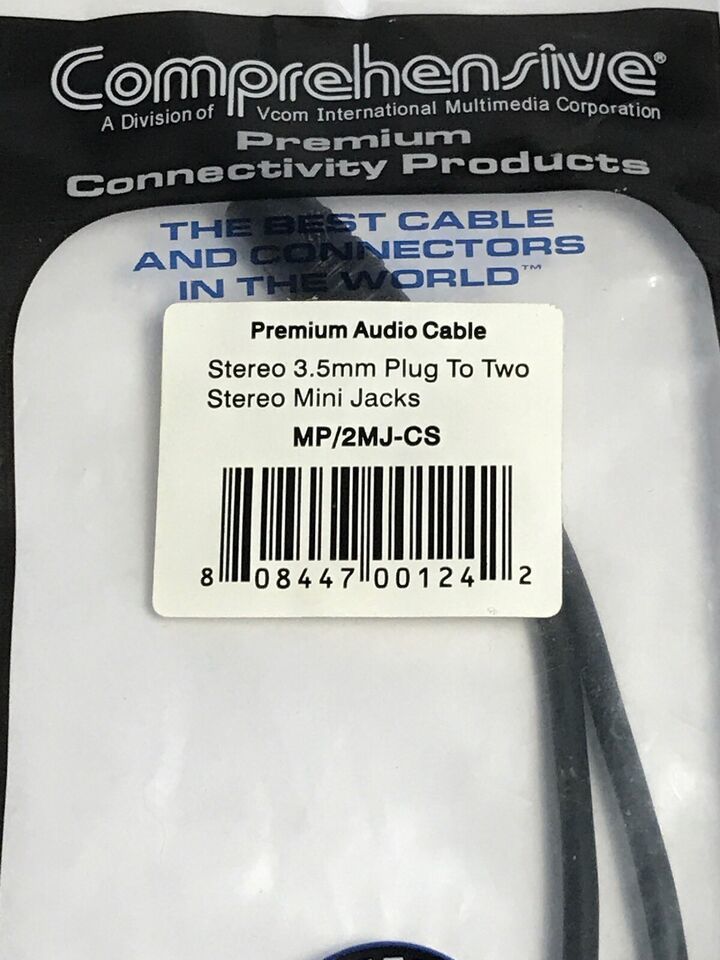 Comprehensive®
A Division of Vcom International Multimedia Corporation
Premium
Connectivity Products
THE BEST CABLE
AND CONNECTORS
IN THE WORLD™
Premium Audio Cable
Stereo 3.5mm Plug To Two
Stereo Mini Jacks
MP/2MJ-CS
8 08447 00124 2